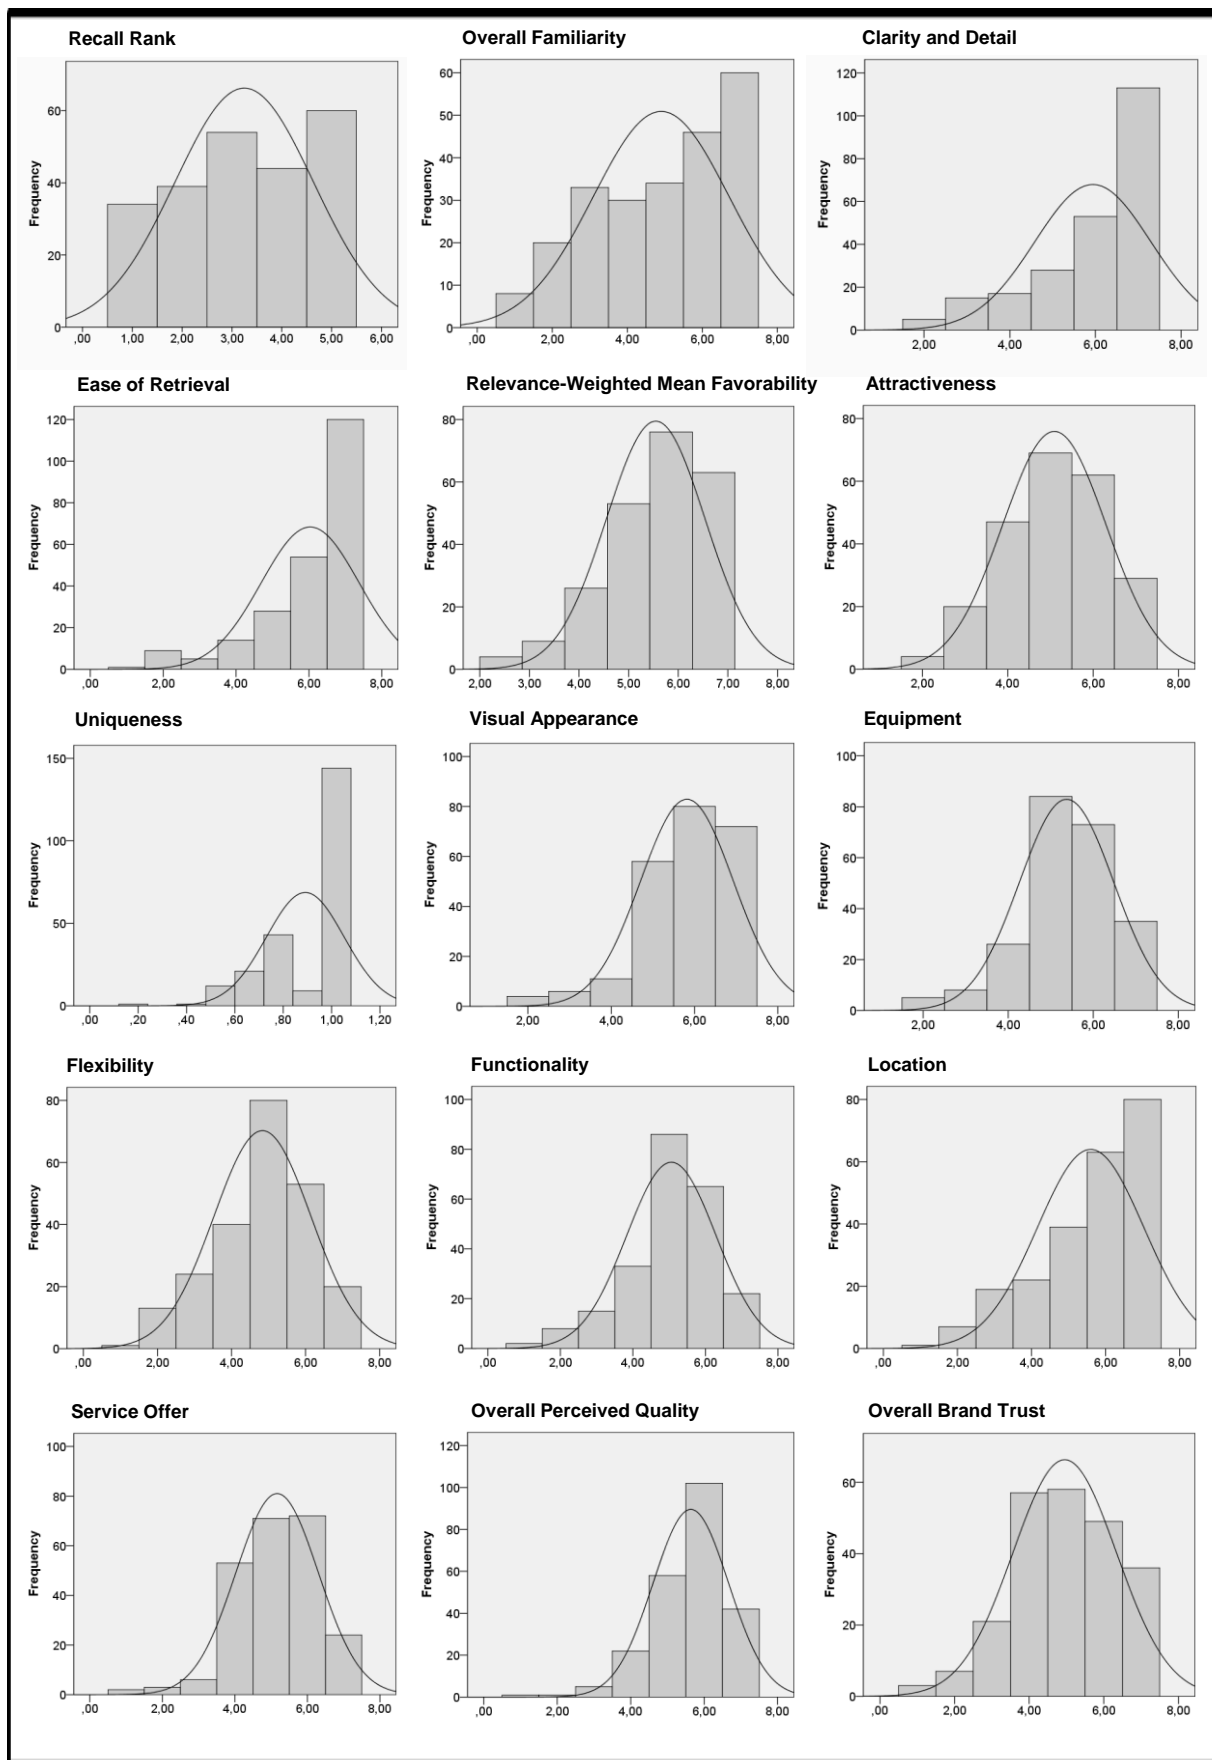 Recall Rank
60
40
20
0
Frequency
,00 1,00 2,00 3,00 4,00 5,00 6,00
Overall Familiarity
60
50
40
30
20
10
0
Frequency
,00 2,00 4,00 6,00 8,00
Clarity and Detail
120
100
80
60
40
20
0
Frequency
2,00 4,00 6,00 8,00
Ease of Retrieval
120
100
80
60
40
20
0
Frequency
,00 2,00 4,00 6,00 8,00
Relevance-Weighted Mean Favorability
80
60
40
20
0
Frequency
2,00 3,00 4,00 5,00 6,00 7,00 8,00
Attractiveness
80
60
40
20
0
Frequency
2,00 4,00 6,00 8,00
Uniqueness
150
100
50
0
Frequency
,00 ,20 ,40 ,60 ,80 1,00 1,20
Visual Appearance
100
80
60
40
20
0
Frequency
2,00 4,00 6,00 8,00
Equipment
100
80
60
40
20
0
Frequency
2,00 4,00 6,00 8,00
Flexibility
80
60
40
20
0
Frequency
,00 2,00 4,00 6,00 8,00
Functionality
100
80
60
40
20
0
Frequency
,00 2,00 4,00 6,00 8,00
Location
80
60
40
20
0
Frequency
,00 2,00 4,00 6,00 8,00
Service Offer
100
80
60
40
20
0
Frequency
,00 2,00 4,00 6,00 8,00
Overall Perceived Quality
120
100
80
60
40
20
0
Frequency
,00 2,00 4,00 6,00 8,00
Overall Brand Trust
60
40
20
0
Frequency
,00 2,00 4,00 6,00 8,00